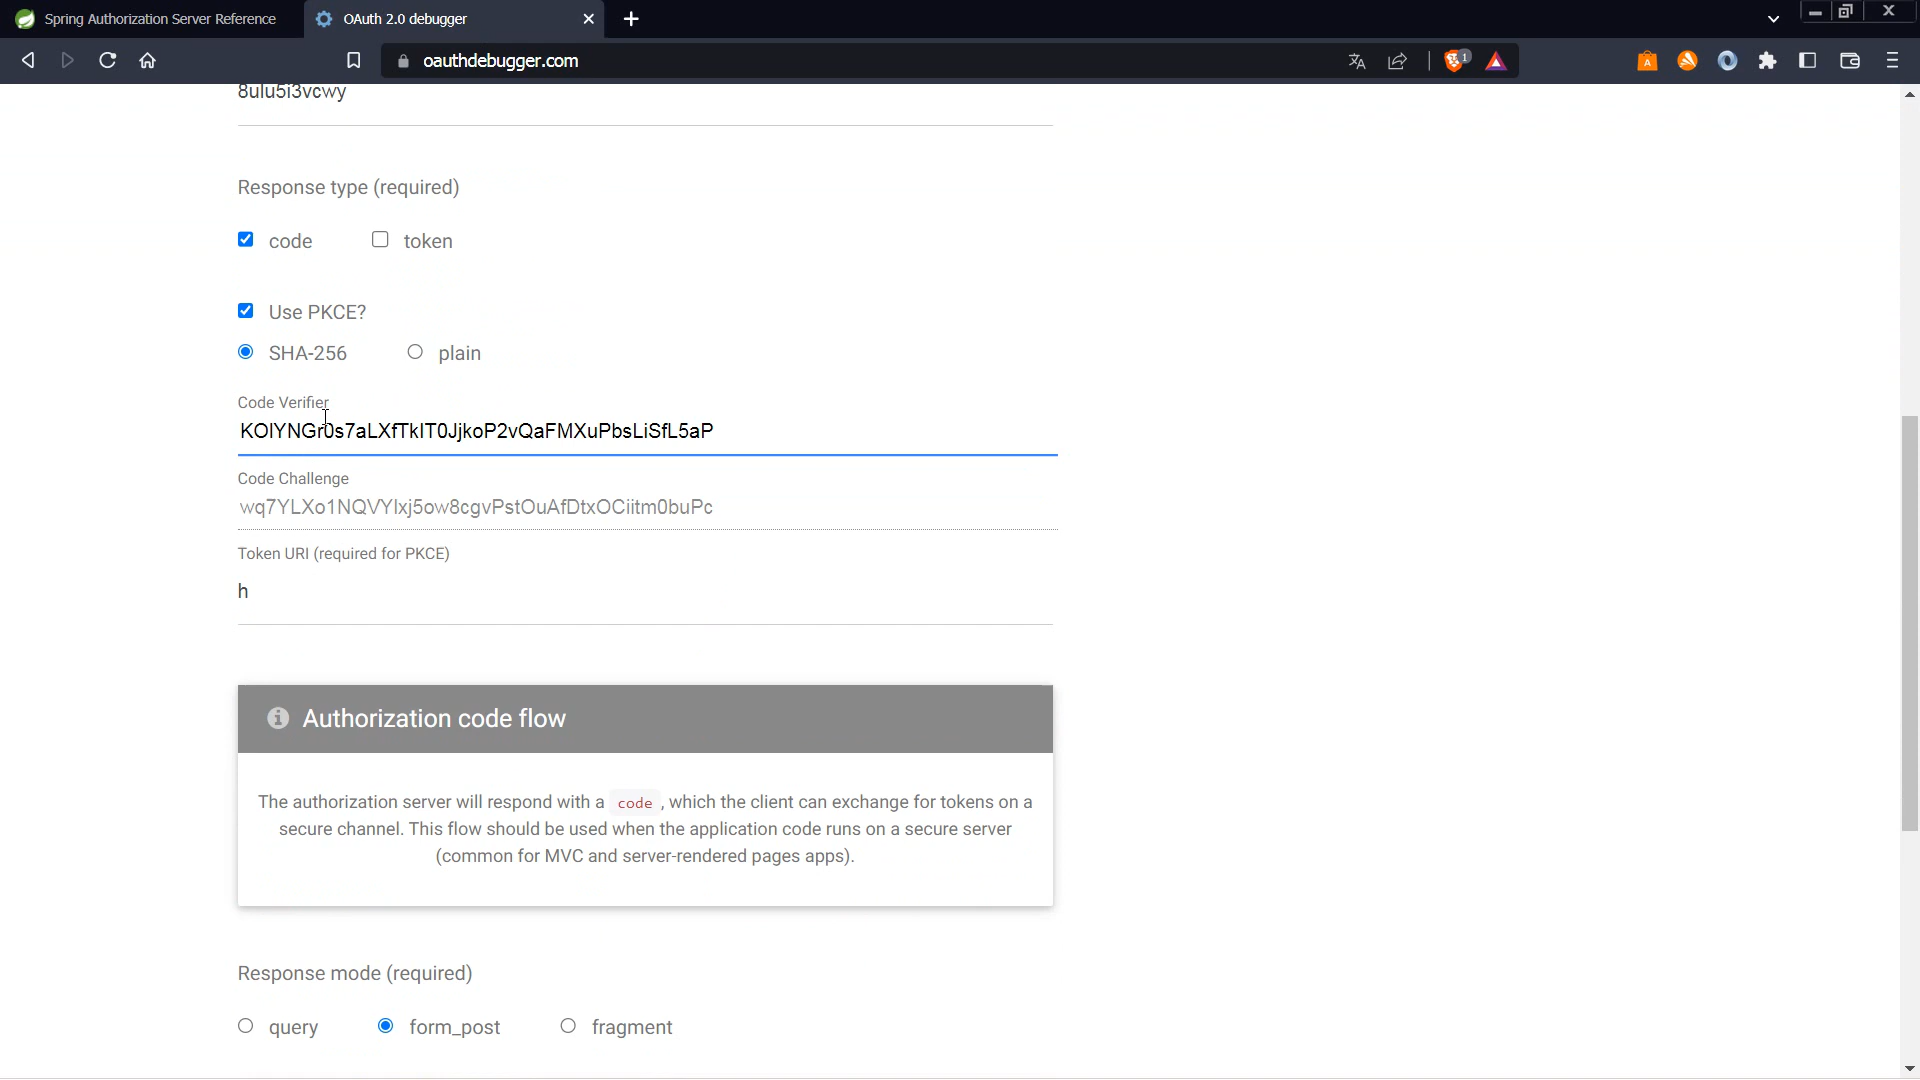 Spring Authorization Server Reference
OAuth 2.0 debugger
oauthdebugger.com
1
A
8ulu5i3vcwy
Response type (required)
code token
Use PKCE?
SHA-256 plain
Code Verifier
KOlYNGr0s7aLXfTkIT0JjkoP2vQaFMXuPbsLiSfL5aP
Code Challenge
wq7YLXo1NQVYlxj5ow8cgvPstOuAfDtxOCiitm0buPc
Token URI (required for PKCE)
h
Authorization code flow
The authorization server will respond with a code , which the client can exchange for tokens on a
secure channel. This flow should be used when the application code runs on a secure server
(common for MVC and server-rendered pages apps).
Response mode (required)
query form_post fragment